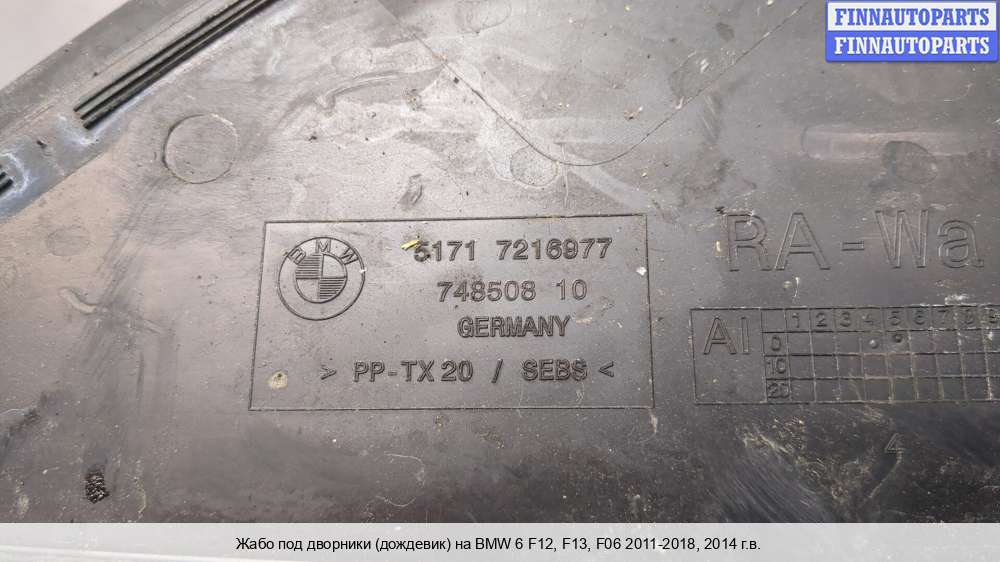 FINNAUTOPARTS
FINNAUTOPARTS
BMW
5171 7216977
748508 10
GERMANY
> PP-TX 20 / SEBS <
RA-Wa
AI
1 2 3 4 5 6 7 8 9
0
10
20
4
Жабо под дворники (дождевик) на BMW 6 F12, F13, F06 2011-2018, 2014 г.в.